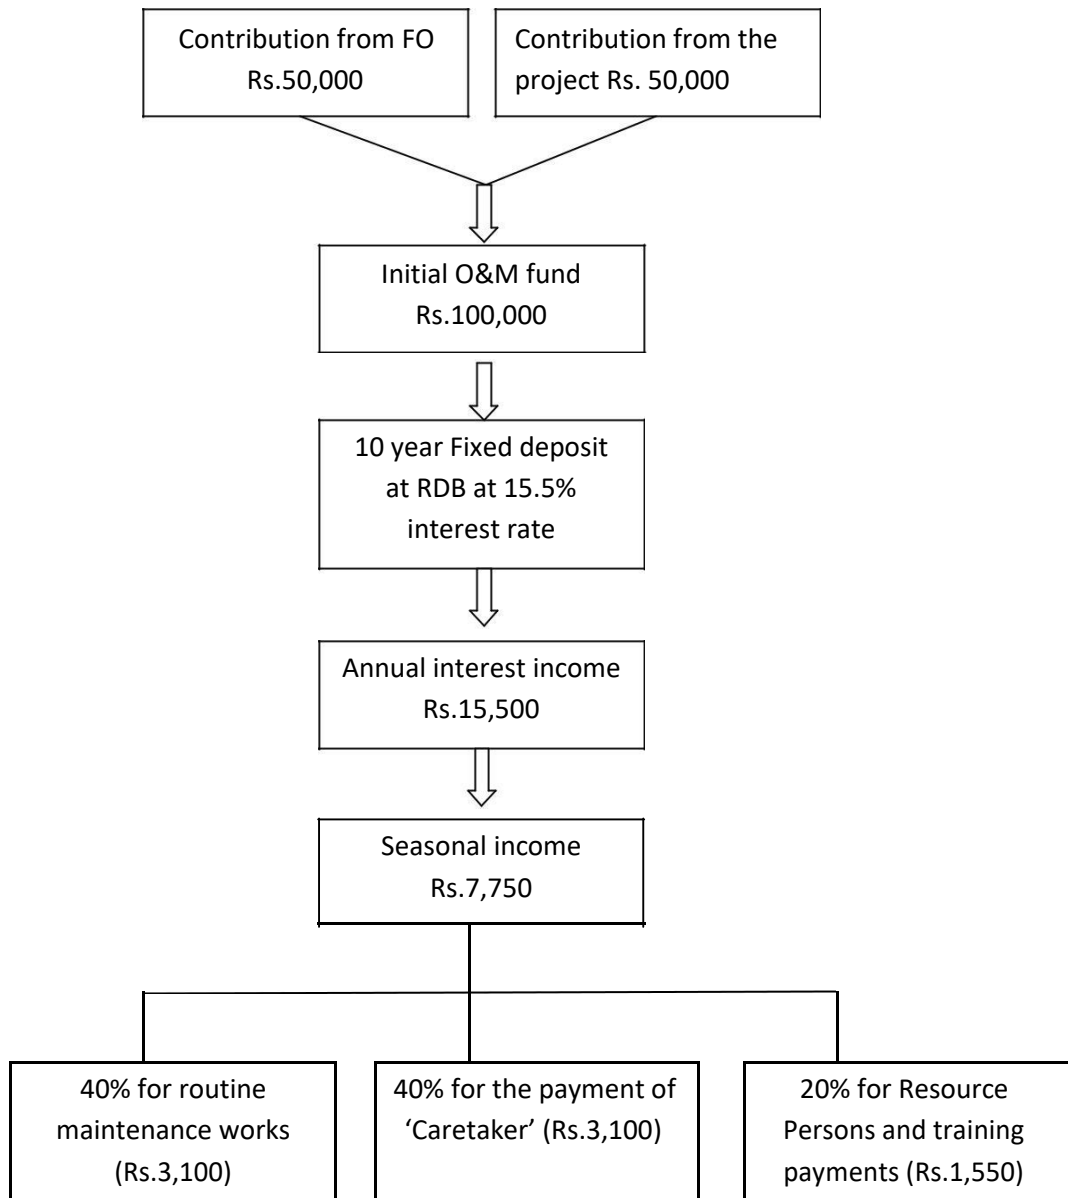 Contribution from FO
Rs.50,000
Contribution from the
project Rs. 50,000
Initial O&M fund
Rs.100,000
10 year Fixed deposit
at RDB at 15.5%
interest rate
Annual interest income
Rs.15,500
Seasonal income
Rs.7,750
40% for routine
maintenance works
(Rs.3,100)
40% for the payment of
‘Caretaker’ (Rs.3,100)
20% for Resource
Persons and training
payments (Rs.1,550)